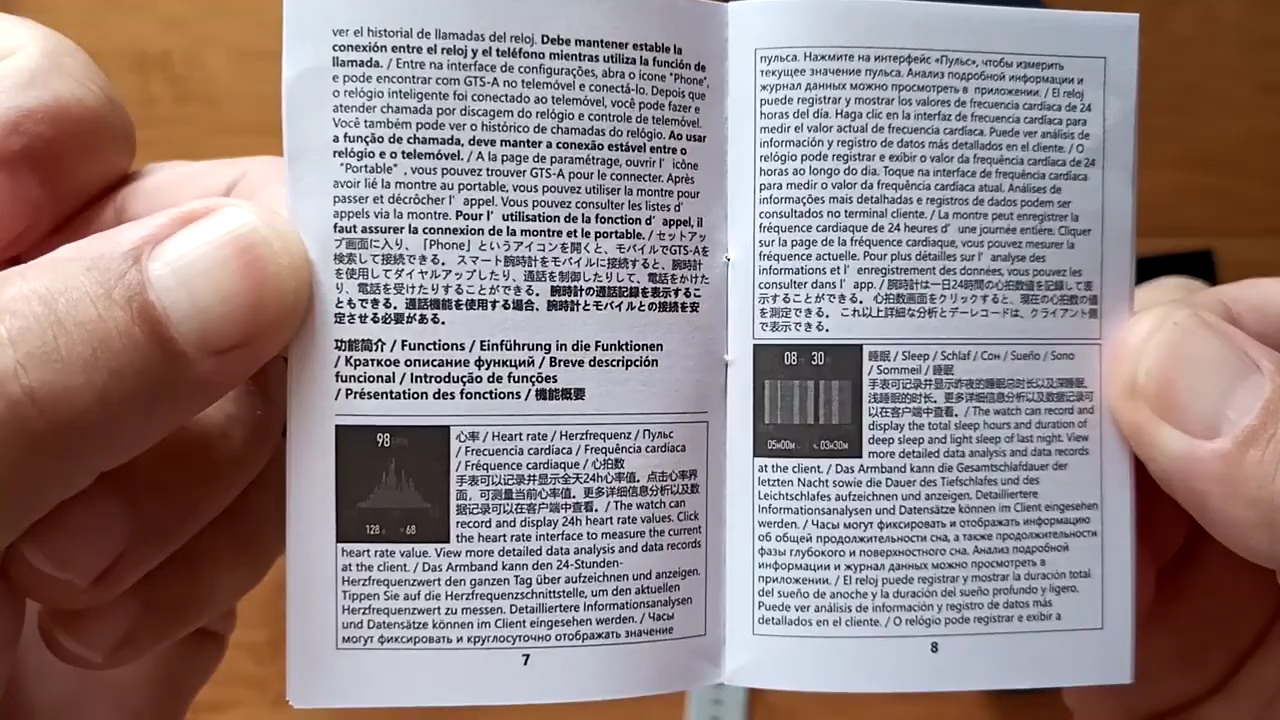 ver el historial de llamadas del reloj. Debe mantener estable la
conexión entre el reloj y el teléfono mientras utiliza la función de
llamada. / Entre na interface de configurações, abra o ícone "Phone",
e pode encontrar com GTS-A no telemóvel e conectá-lo. Depois que
o relógio inteligente foi conectado ao telemóvel, você pode fazer e
atender chamada por discagem do relógio e controle de telemóvel.
Você também pode ver o histórico de chamadas do relógio. Ao usar
a função de chamada, deve manter a conexão estável entre o
relógio e o telemóvel. / A la page de paramétrage, ouvrir l' icône
"Portable" , vous pouvez trouver GTS-A pour le connecter. Après
avoir lié la montre au portable, vous pouvez utiliser la montre pour
passer et décrôcher l' appel. Vous pouvez consulter les listes d'
appels via la montre. Pour l' utilisation de la fonction d' appel, il
faut assurer la connexion de la montre et le portable. / セットアッ
プ画面に入り、「Phone」というアイコンを開くと、モバイルでGTS-Aを
検索して接続できる。 スマート腕時計をモバイルに接続すると、腕時計
を使用してダイヤルアップしたり、通話を制御したりして、電話をかけた
り、電話を受けたりすることができる。 腕時計の通話記録を表示するこ
ともできる。通話機能を使用する場合、腕時計とモバイルとの接続を安
定させる必要がある。
功能简介 / Functions / Einführung in die Funktionen
/ Краткое описание функций / Breve descripción
funcional / Introdução de funções
/ Présentation des fonctions / 機能概要
98
128
68
心率 / Heart rate / Herzfrequenz / Пульс
/ Frecuencia cardíaca / Frequência cardíaca
/ Fréquence cardiaque / 心拍数
手表可以记录并显示全天24h心率值。点击心率界
面，可测量当前心率值。更多详细信息分析以及数
据记录可以在客户端中查看。/ The watch can
record and display 24h heart rate values. Click
the heart rate interface to measure the current
heart rate value. View more detailed data analysis and data records
at the client. / Das Armband kann den 24-Stunden-
Herzfrequenzwert den ganzen Tag über aufzeichnen und anzeigen.
Tippen Sie auf die Herzfrequenzschnittstelle, um den aktuellen
Herzfrequenzwert zu messen. Detailliertere Informationsanalysen
und Datensätze können im Client eingesehen werden. / Часы
могут фиксировать и круглосуточно отображать значение
7
пульса. Нажмите на интерфейс «Пульс», чтобы измерить
текущее значение пульса. Анализ подробной информации и
журнал данных можно просмотреть в приложении. / El reloj
puede registrar y mostrar los valores de frecuencia cardíaca de 24
horas del día. Haga clic en la interfaz de frecuencia cardíaca para
medir el valor actual de frecuencia cardíaca. Puede ver análisis de
información y registro de datos más detallados en el cliente. / O
relógio pode registrar e exibir o valor da frequência cardíaca de 24
horas ao longo do dia. Toque na interface de frequência cardíaca
para medir o valor da frequência cardíaca atual. Análises de
informações mais detalhadas e registros de dados podem ser
consultados no terminal cliente. / La montre peut enregistrer la
fréquence cardiaque de 24 heures d' une journée entière. Cliquer
sur la page de la fréquence cardiaque, vous pouvez mesurer la
fréquence actuelle. Pour plus détailles sur l' analyse des
informations et l' enregistrement des données, vous pouvez les
consulter dans l' app. / 腕時計は一日24時間の心拍数値を記録して表
示することができる。 心拍数画面をクリックすると、現在の心拍数の値
を測定できる。 これ以上詳細な分析とデーレコードは、クライアント側
で表示できる。
08 30
05H00M
03H30M
睡眠 / Sleep / Schlaf / Сон / Sueño / Sono
/ Sommeil / 睡眠
手表可记录并显示昨夜的睡眠总时长以及深睡眠、
浅睡眠的时长。更多详细信息分析以及数据记录可
以在客户端中查看。/ The watch can record and
display the total sleep hours and duration of
deep sleep and light sleep of last night. View
more detailed data analysis and data records
at the client. / Das Armband kann die Gesamtschlafdauer der
letzten Nacht sowie die Dauer des Tiefschlafes und des
Leichtschlafes aufzeichnen und anzeigen. Detailliertere
Informationsanalysen und Datensätze können im Client eingesehen
werden. / Часы могут фиксировать и отображать информацию
об общей продолжительности сна, а также продолжительности
фазы глубокого и поверхностного сна. Анализ подробной
информации и журнал данных можно просмотреть в
приложении. / El reloj puede registrar y mostrar la duración total
del sueño de anoche y la duración del sueño profundo y ligero.
Puede ver análisis de información y registro de datos más
detallados en el cliente. / O relógio pode registrar e exibir a
8